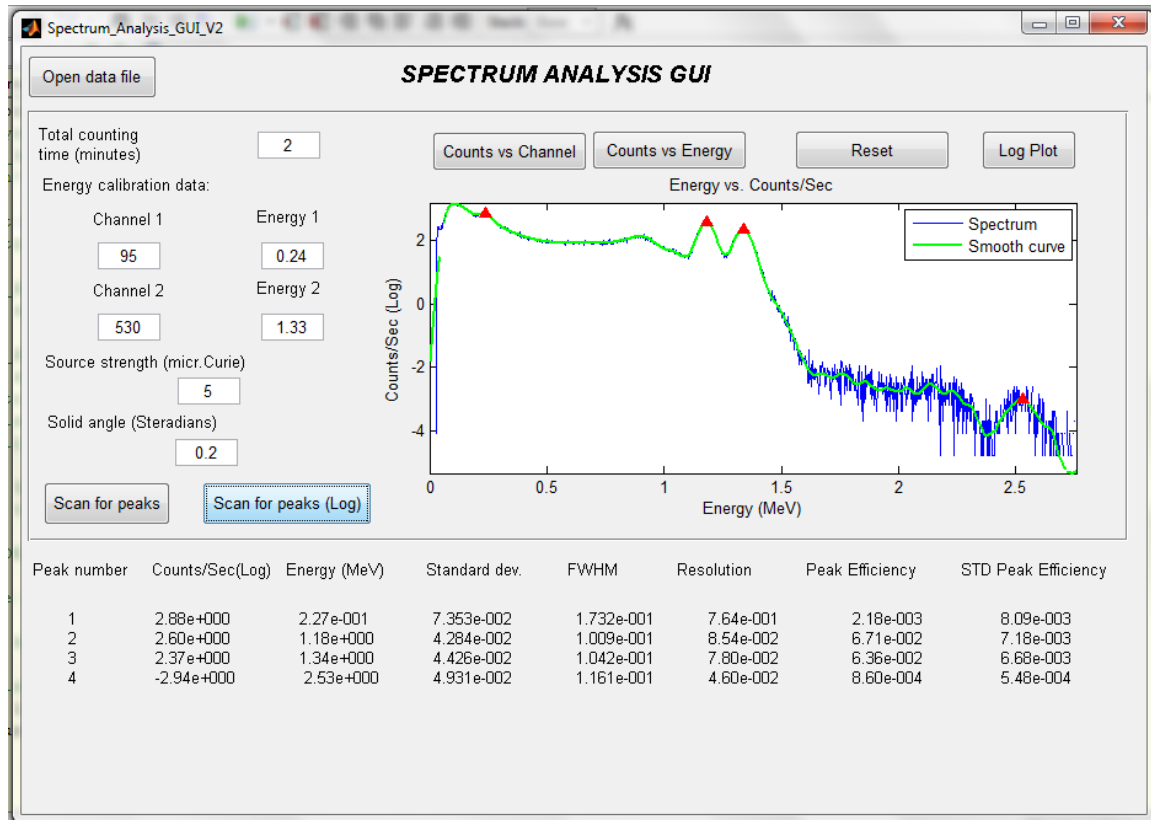 Spectrum_Analysis_GUI_V2
Open data file
SPECTRUM ANALYSIS GUI
Total counting
time (minutes)
2
Counts vs Channel
Counts vs Energy
Reset
Log Plot
Energy calibration data:
Channel 1 Energy 1
95 0.24
Channel 2 Energy 2
530 1.33
Source strength (micr.Curie)
5
Solid angle (Steradians)
0.2
Scan for peaks
Scan for peaks (Log)
Energy vs. Counts/Sec
Spectrum
Smooth curve
Counts/Sec (Log)
2
0
-2
-4
0 0.5 1 1.5 2 2.5
Energy (MeV)
Peak number Counts/Sec(Log) Energy (MeV) Standard dev. FWHM Resolution Peak Efficiency STD Peak Efficiency
1 2.88e+000 2.27e-001 7.353e-002 1.732e-001 7.64e-001 2.18e-003 8.09e-003
2 2.60e+000 1.18e+000 4.284e-002 1.009e-001 8.54e-002 6.71e-002 7.18e-003
3 2.37e+000 1.34e+000 4.426e-002 1.042e-001 7.80e-002 6.36e-002 6.68e-003
4 -2.94e+000 2.53e+000 4.931e-002 1.161e-001 4.60e-002 8.60e-004 5.48e-004